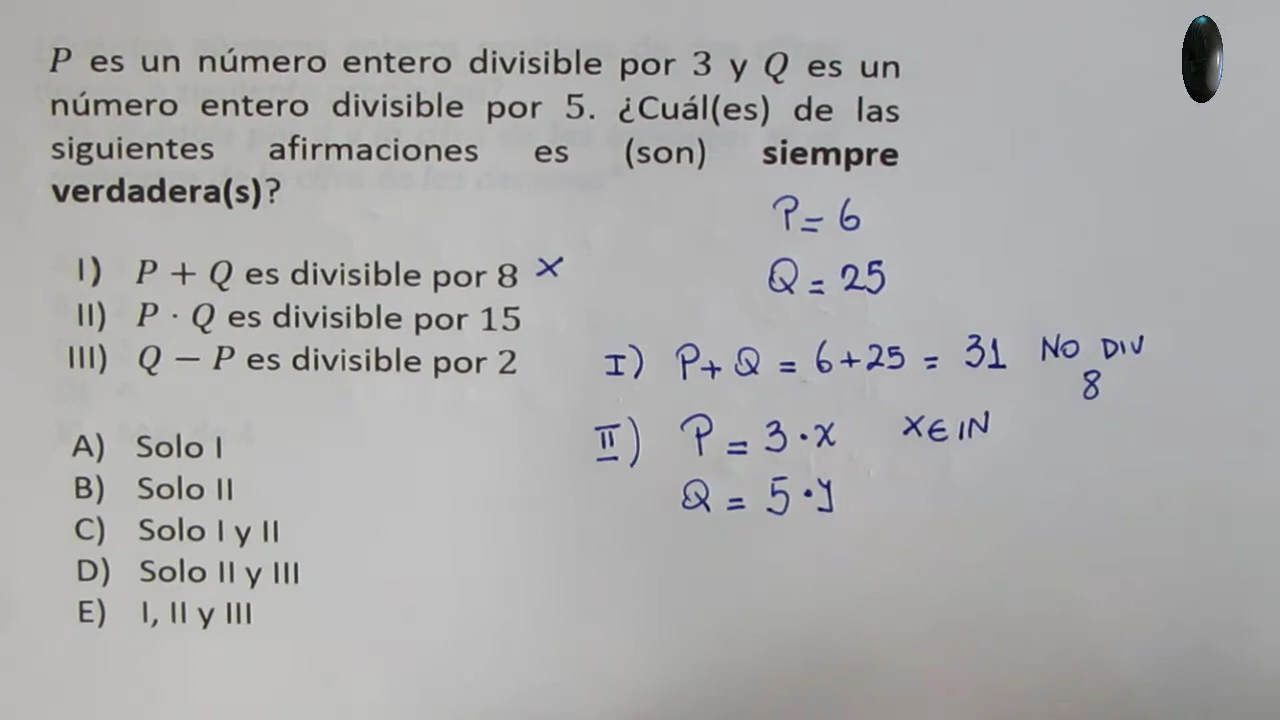 P es un número entero divisible por 3 y Q es un
número entero divisible por 5. ¿Cuál(es) de las
siguientes afirmaciones es (son) siempre
verdadera(s)?
P = 6
Q = 25
I) P + Q es divisible por 8 X
II) P · Q es divisible por 15
III) Q − P es divisible por 2
I) P + Q = 6 + 25 = 31 NO DIV
8
II) P = 3 · x x ∈ IN
Q = 5 · y
A) Solo I
B) Solo II
C) Solo I y II
D) Solo II y III
E) I, II y III